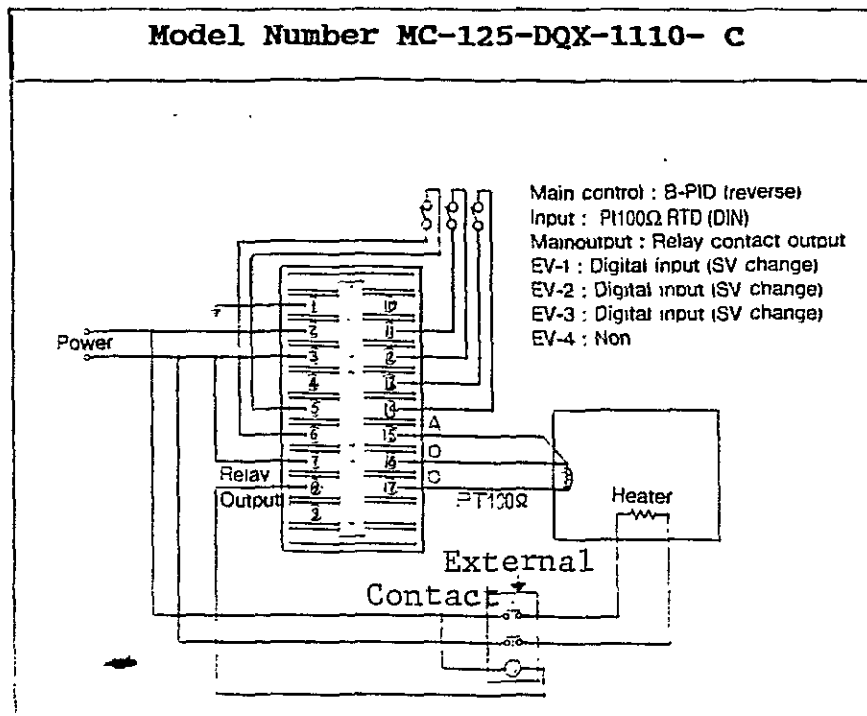 Model Number MC-125-DQX-1110- C
Main control : B-PID (reverse)
Input : Pt100Ω RTD (DIN)
Mainoutput : Relay contact output
EV-1 : Digital input (SV change)
EV-2 : Digital input (SV change)
EV-3 : Digital input (SV change)
EV-4 : Non
Power
1 10
2 11
3 12
4 13
5 14
6 15 A
7 16
8 17
Relay
Output
PT100Ω
Heater
External
Contact